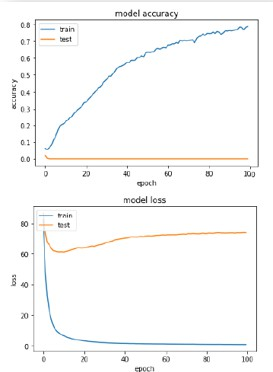 model accuracy
train
test
0.8
0.7
0.6
0.5
0.4
0.3
0.2
0.1
0.0
accuracy
0 20 40 60 80 100
epoch
model loss
train
test
80
60
40
20
0
loss
0 20 40 60 80 100
epoch